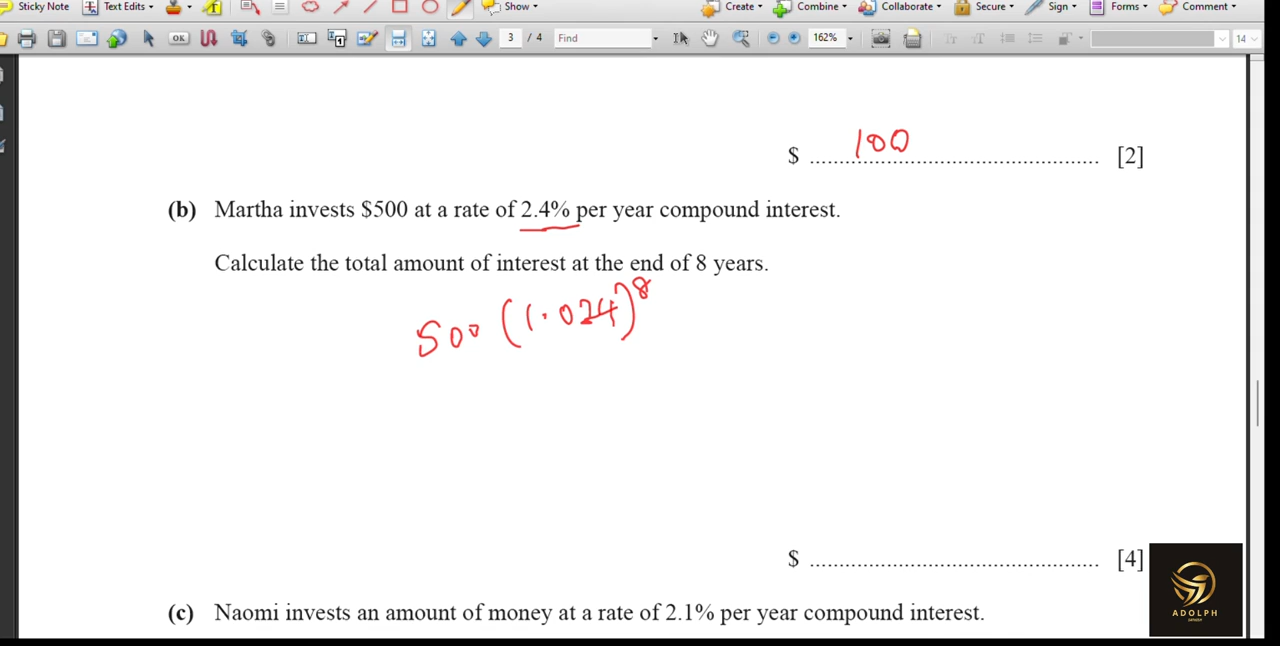 Sticky Note Text Edits Show Create Combine Collaborate Secure Sign Forms Comment
OK 3 / 4 Find 162% 14
$ 100 [2]
(b) Martha invests $500 at a rate of 2.4% per year compound interest.
Calculate the total amount of interest at the end of 8 years.
500 (1.024)^8
$ [4]
(c) Naomi invests an amount of money at a rate of 2.1% per year compound interest.
ADOLPH